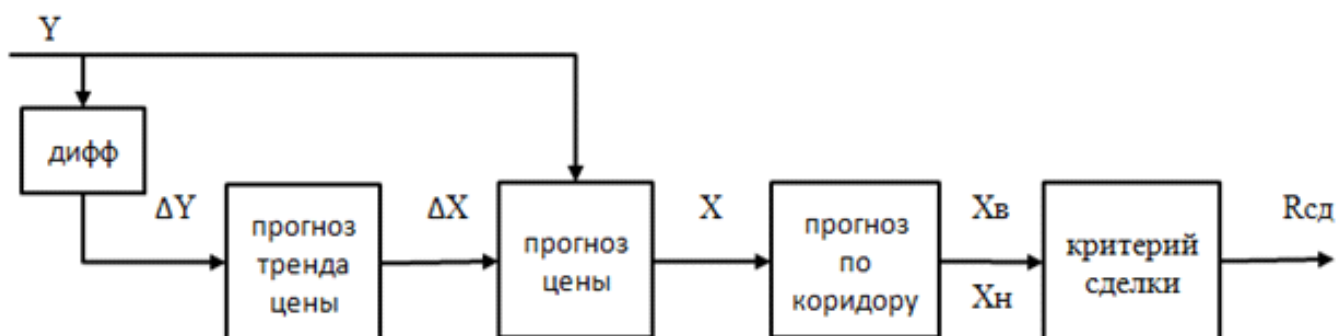 Y
дифф
ΔY
прогноз
тренда
цены
ΔX
прогноз
цены
X
прогноз
по
коридору
Xв
Xн
критерий
сделки
Rсд